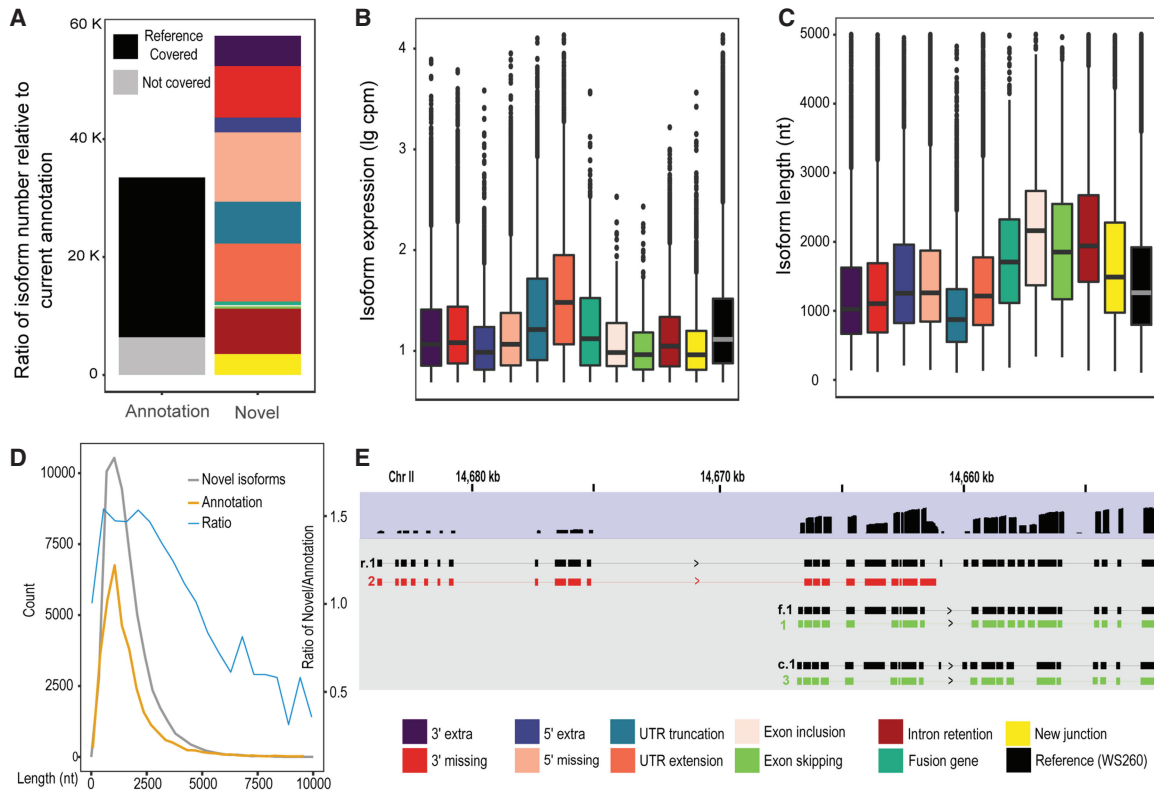 A
60 K
40 K
20 K
0
Ratio of isoform number relative to
current annotation
Reference
Covered
Not covered
Annotation
Novel
B
4
3
2
1
Isoform expression (lg cpm)
C
5000
4000
3000
2000
1000
0
Isoform length (nt)
D
10000
7500
5000
2500
0
Count
Novel isoforms
Annotation
Ratio
1.5
1.0
0.5
Ratio of Novel/Annotation
Length (nt)
0
2500
5000
7500
10000
E
Chr II
14,680 kb
14,670 kb
14,660 kb
r.1
>
2
>
f.1
>
1
>
c.1
>
3
>
3' extra
5' extra
UTR truncation
Exon inclusion
Intron retention
New junction
3' missing
5' missing
UTR extension
Exon skipping
Fusion gene
Reference (WS260)